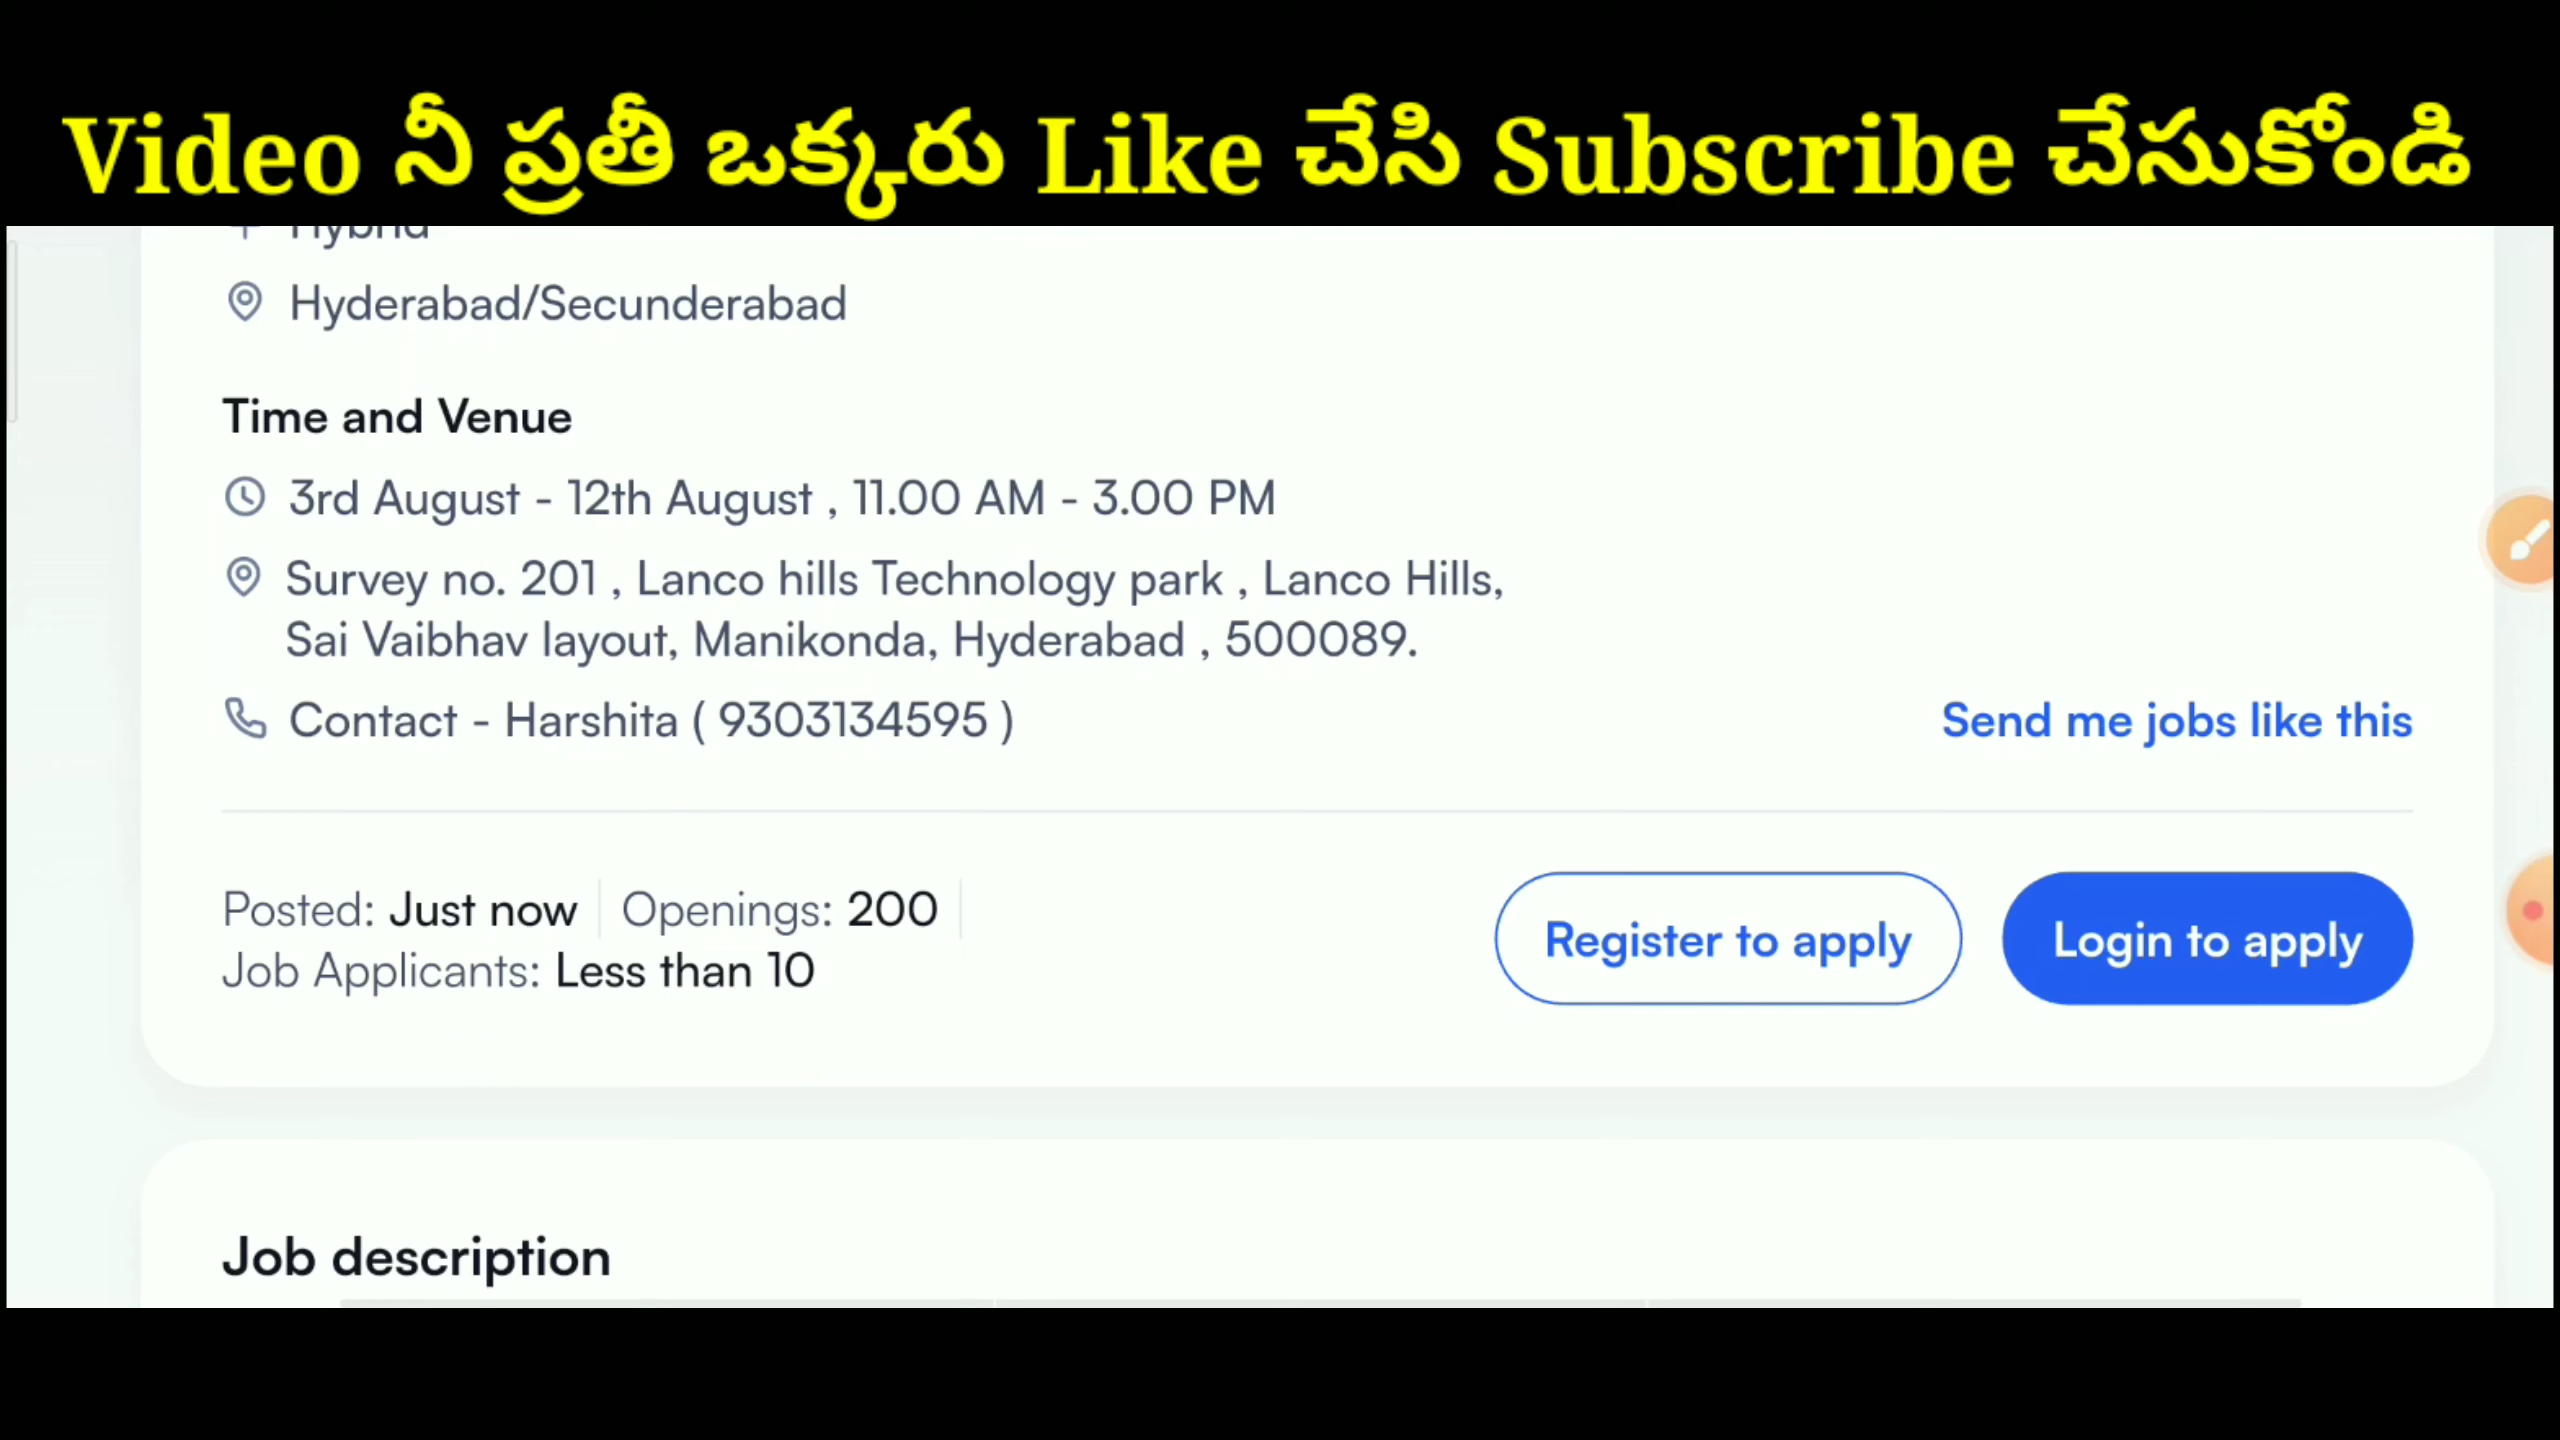 Video నీ ప్రతీ ఒక్కరు Like చేసి Subscribe చేసుకోండి
Hybrid
Hyderabad/Secunderabad
Time and Venue
3rd August - 12th August , 11.00 AM - 3.00 PM
Survey no. 201 , Lanco hills Technology park , Lanco Hills,
Sai Vaibhav layout, Manikonda, Hyderabad , 500089.
Contact - Harshita ( 9303134595 )
Send me jobs like this
Posted: Just now
Openings: 200
Job Applicants: Less than 10
Register to apply
Login to apply
Job description